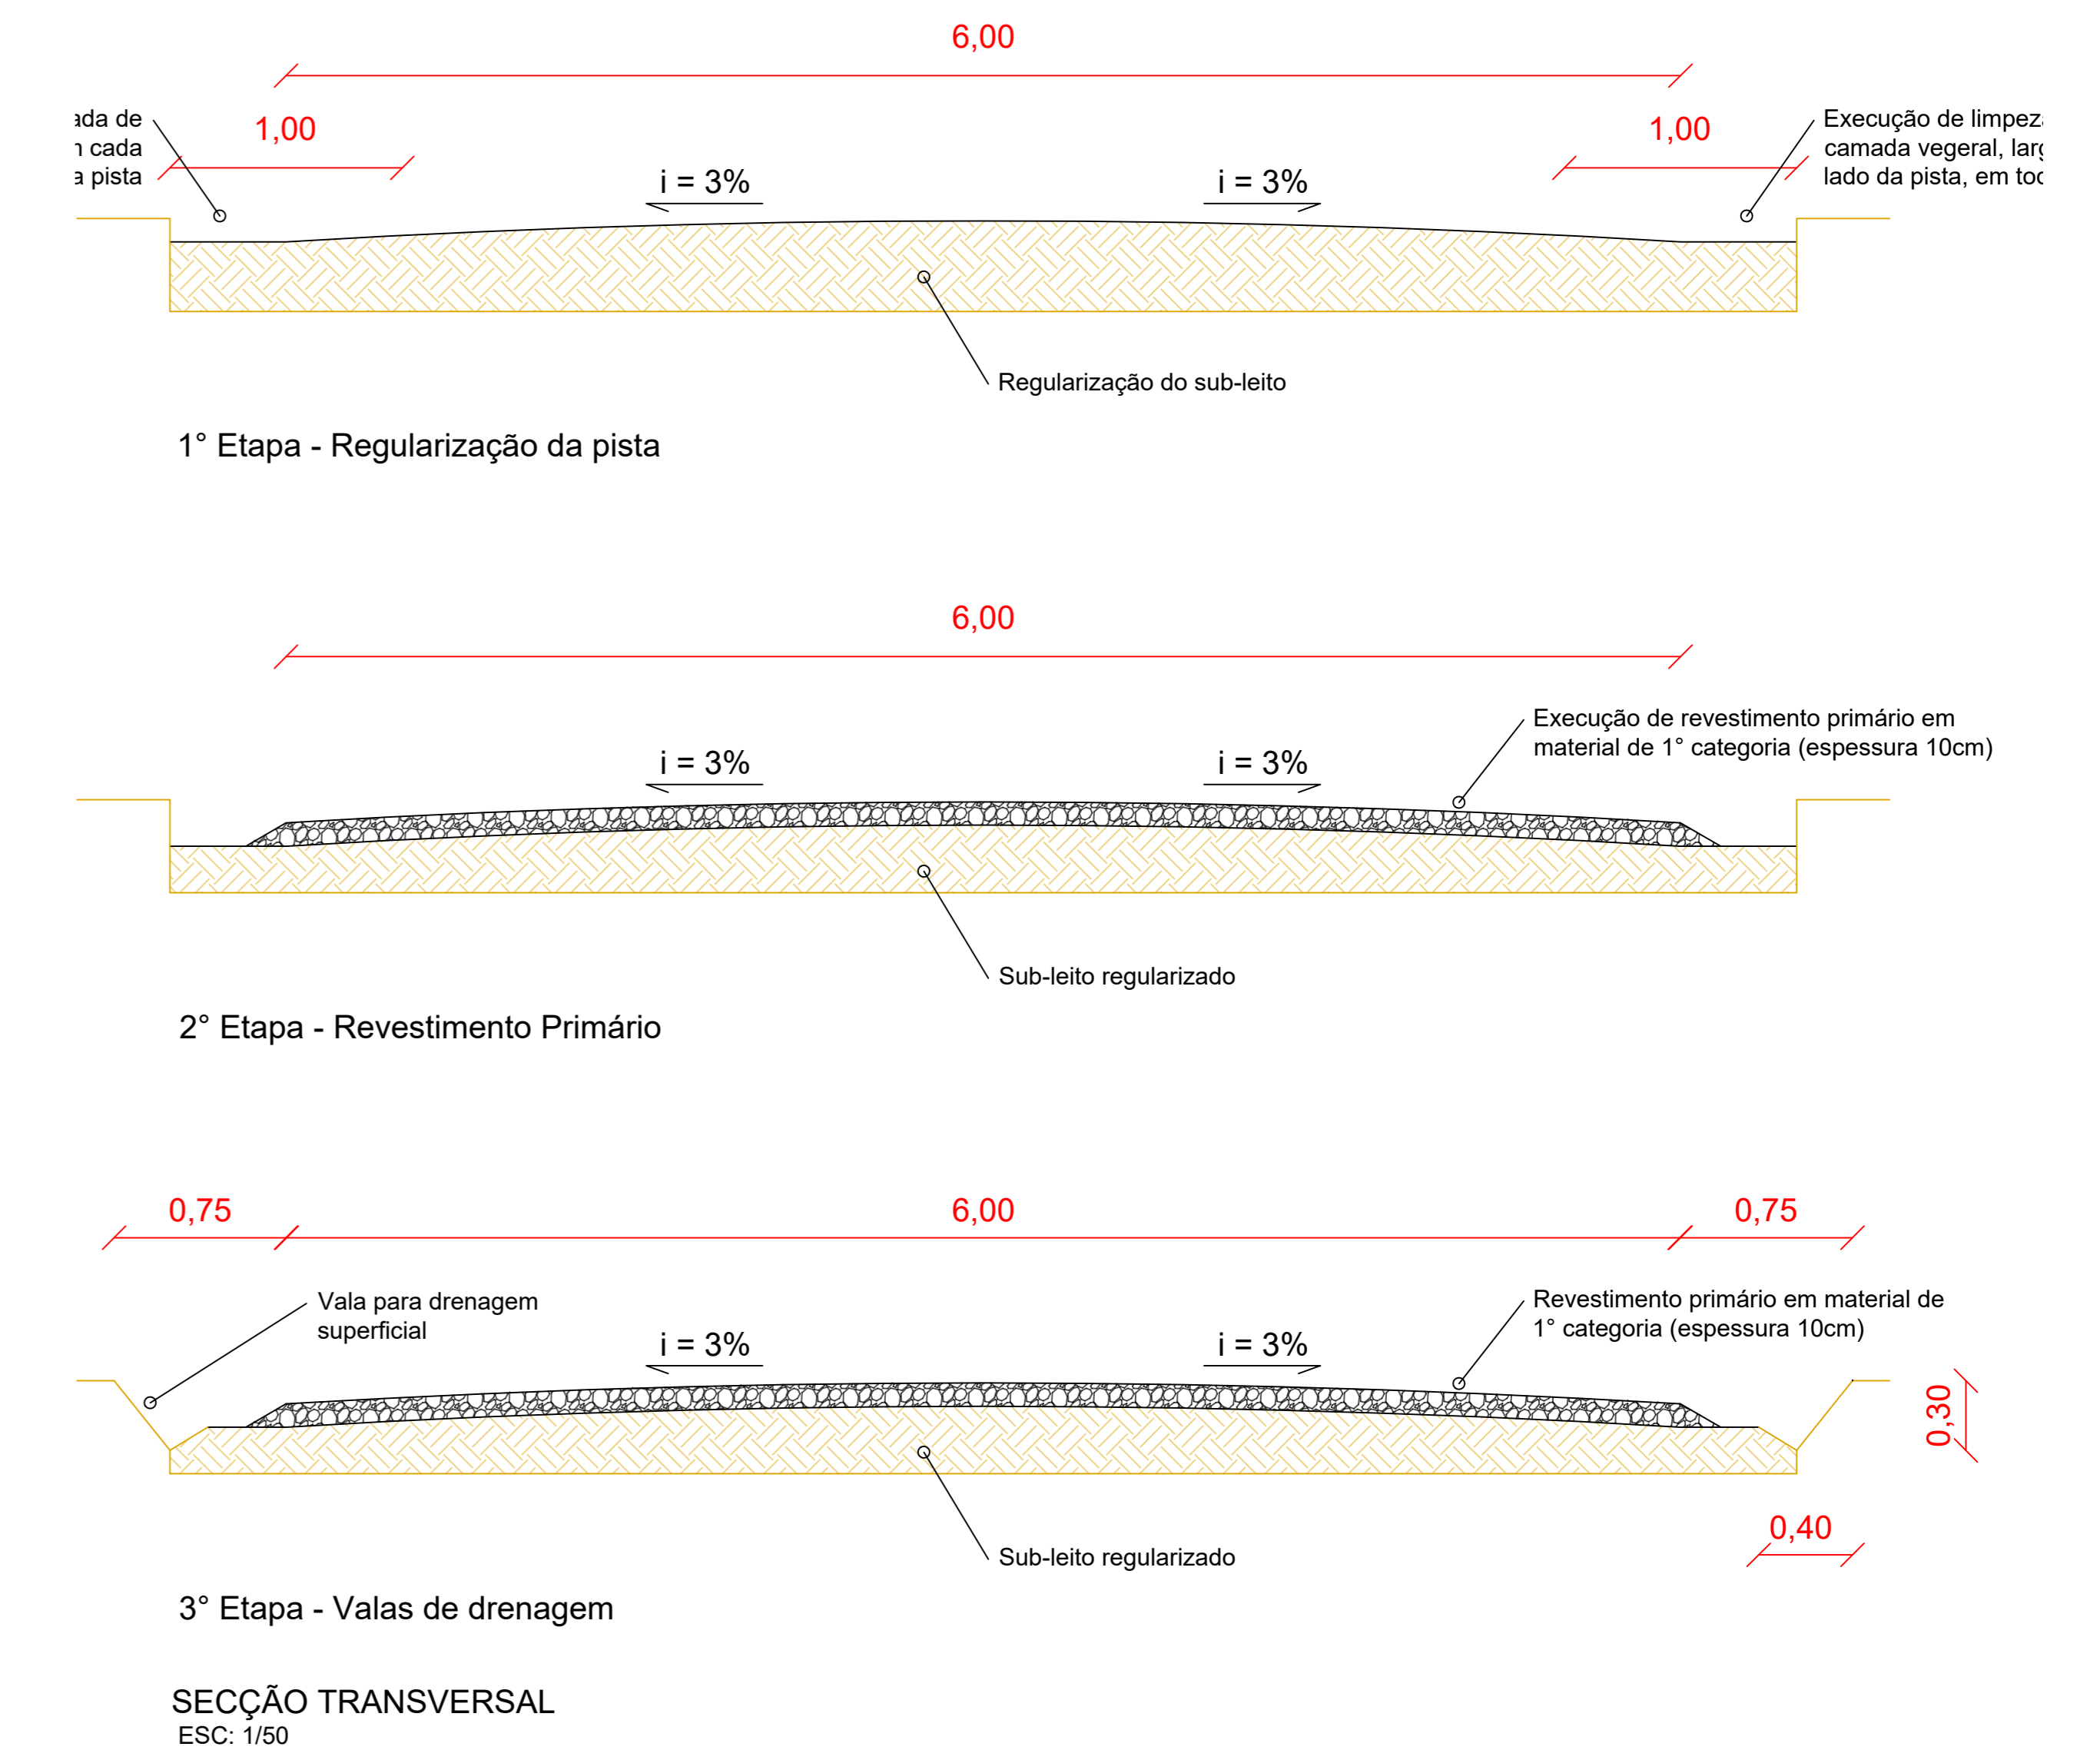 6,00
1,00
1,00
de
cada
pista
Execução de
camada vegeral,
lado da pista, em
i = 3%
i = 3%
Regularização do sub-leito
1° Etapa - Regularização da pista
6,00
Execução de revestimento primário em
material de 1° categoria (espessura 10cm)
i = 3%
i = 3%
Sub-leito regularizado
2° Etapa - Revestimento Primário
0,75
6,00
0,75
Vala para drenagem
superficial
Revestimento primário em material de
1° categoria (espessura 10cm)
i = 3%
i = 3%
0,30
0,40
Sub-leito regularizado
3° Etapa - Valas de drenagem
SECÇÃO TRANSVERSAL
ESC: 1/50